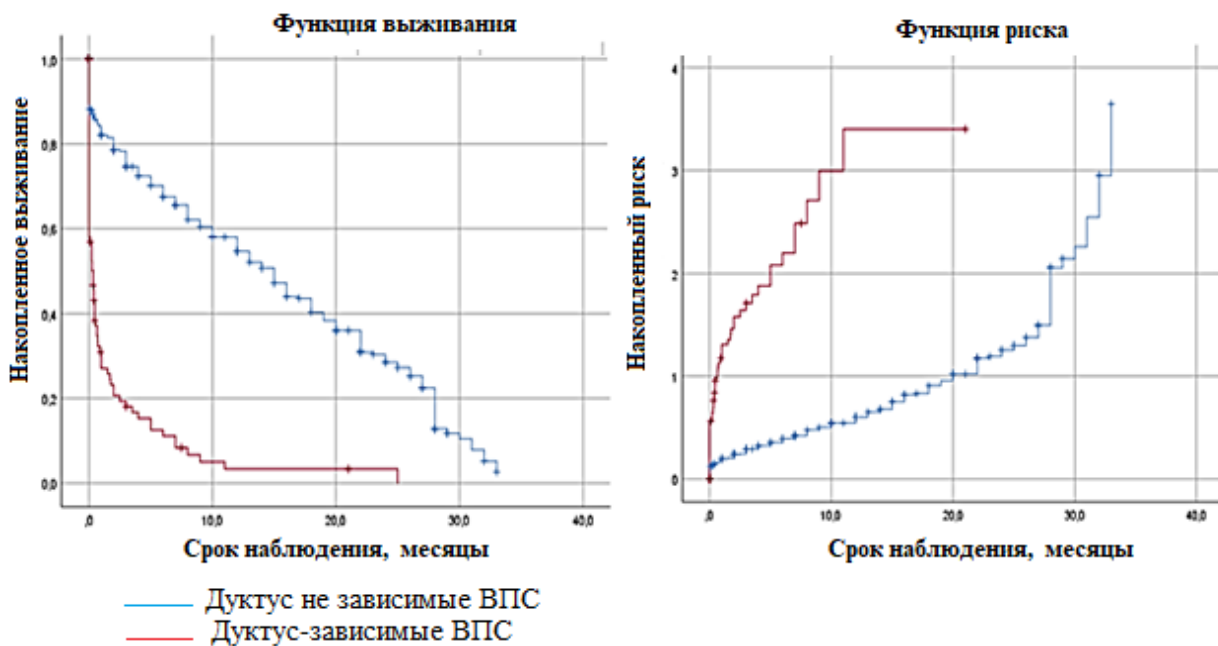 Функция выживания
Накопленное выживание
1,0
0,8
0,6
0,4
0,2
0,0
,0
10,0
20,0
30,0
40,0
Срок наблюдения, месяцы
Функция риска
Накопленный риск
4
3
2
1
0
,0
10,0
20,0
30,0
40,0
Срок наблюдения, месяцы
Дуктус не зависимые ВПС
Дуктус-зависимые ВПС